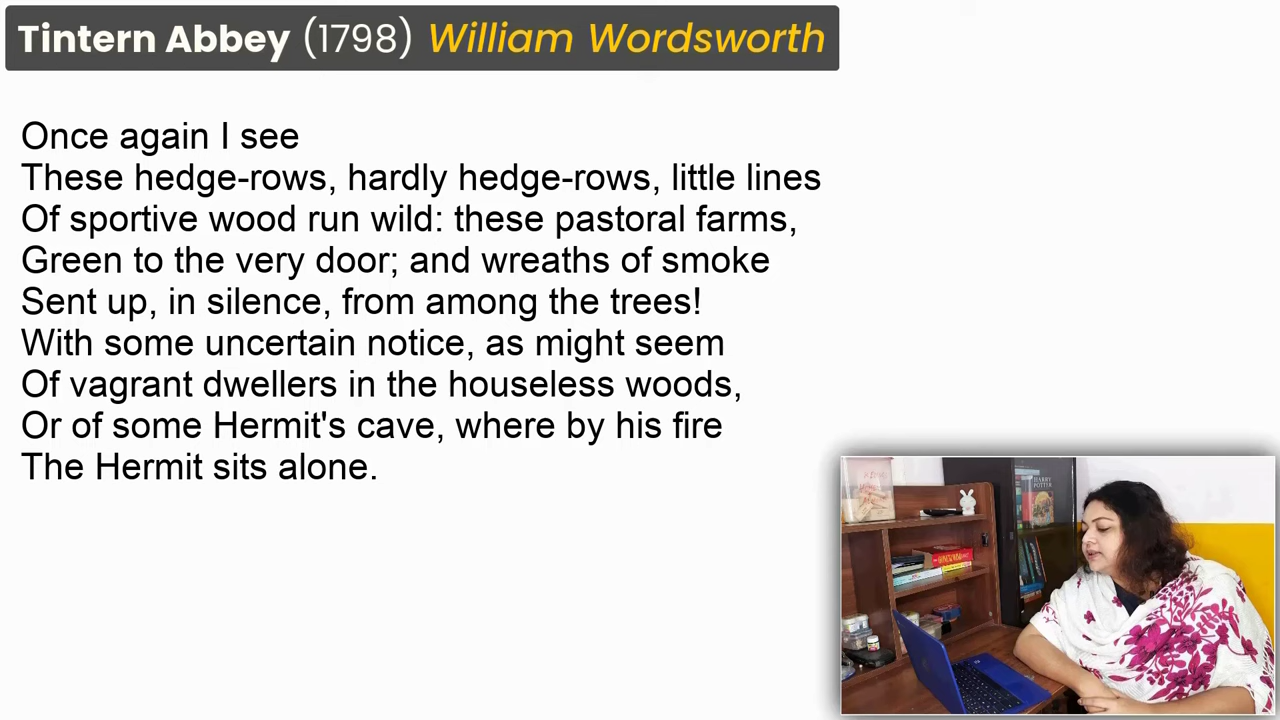 Tintern Abbey (1798) William Wordsworth
Once again I see
These hedge-rows, hardly hedge-rows, little lines
Of sportive wood run wild: these pastoral farms,
Green to the very door; and wreaths of smoke
Sent up, in silence, from among the trees!
With some uncertain notice, as might seem
Of vagrant dwellers in the houseless woods,
Or of some Hermit's cave, where by his fire
The Hermit sits alone.
HARRY
POTTER